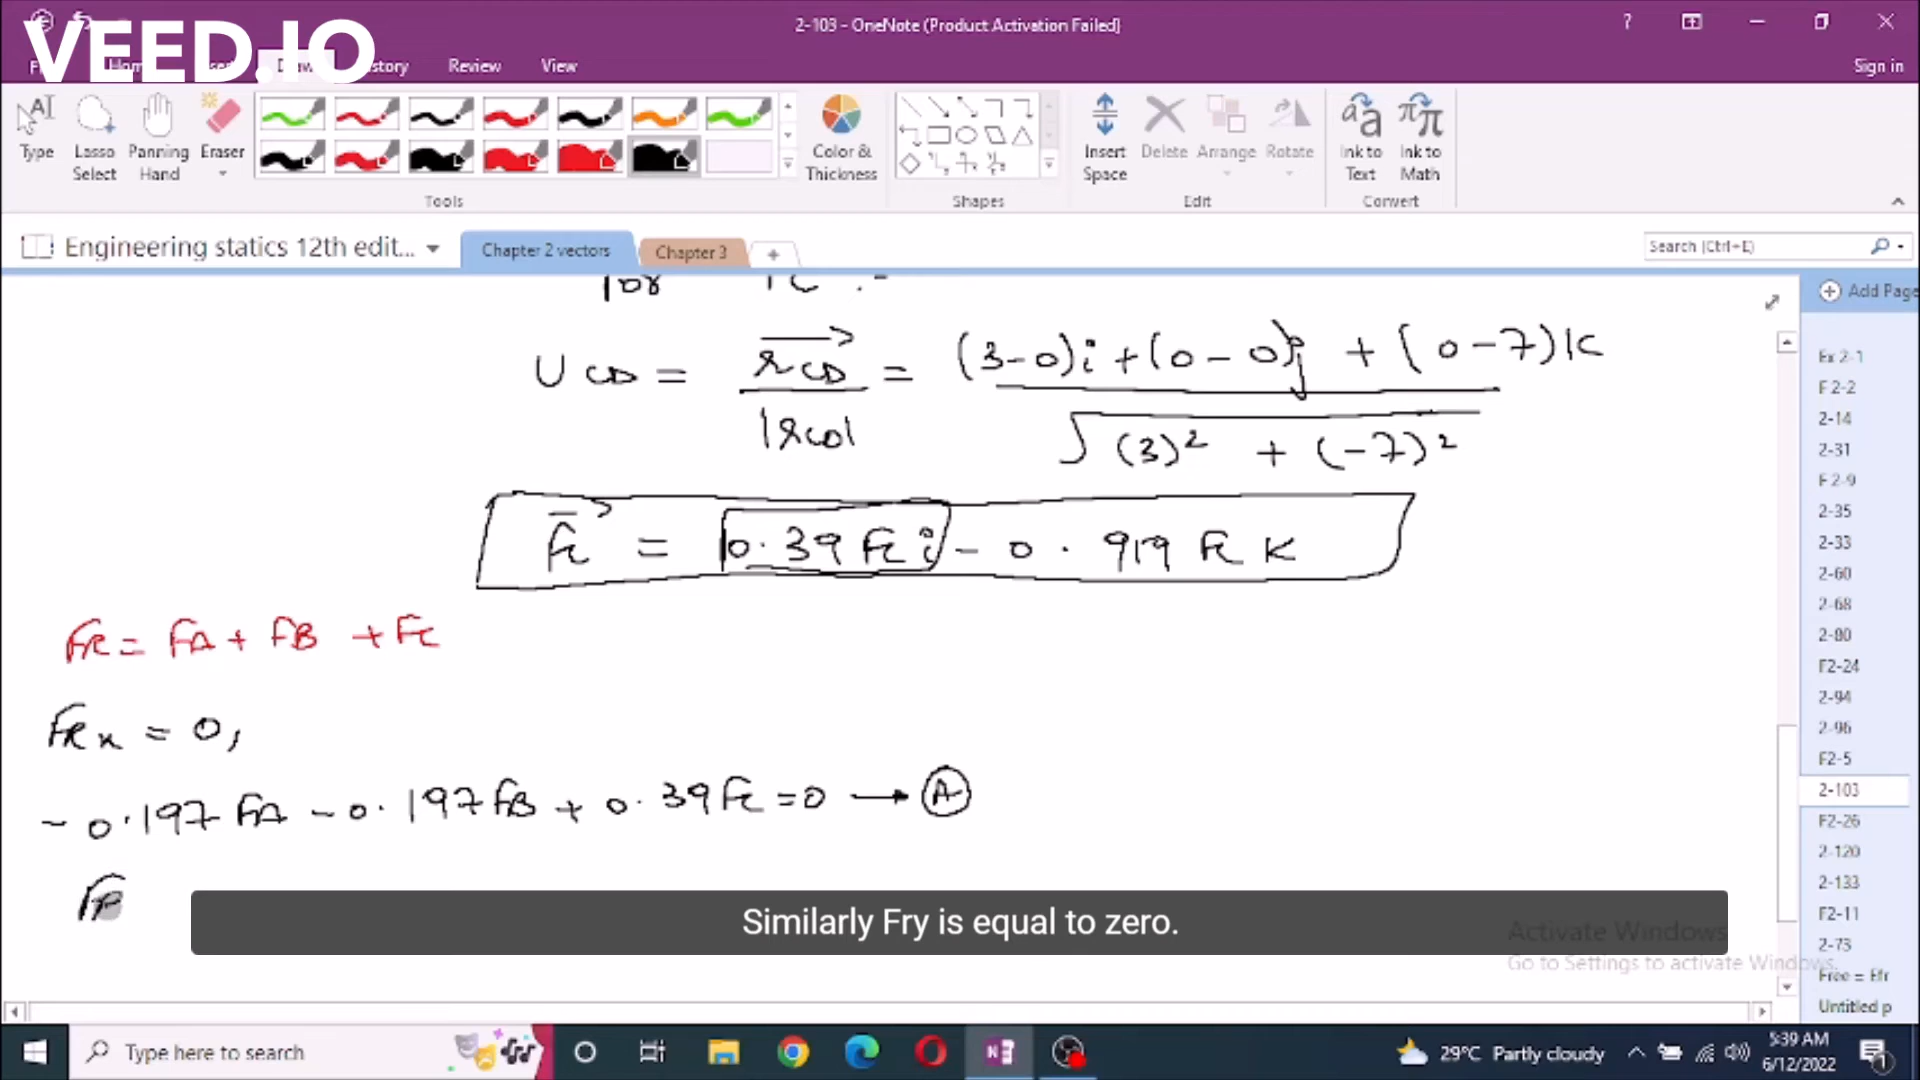 2-103 - OneNote (Product Activation Failed)
VEED.IO
Review View
Sign in
Type
Lasso Select
Panning Hand
Eraser
Color & Thickness
Insert Space
Delete
Arrange
Rotate
Ink to Text
Ink to Math
Tools
Shapes
Edit
Convert
Engineering statics 12th edit...
Chapter 2 vectors
Chapter 3
Search (Ctrl+E)
Add Page
UCD = rCD / |rCD| = (3-0)i + (0-0)j + (0-7)K / √(3)² + (-7)²
Fc = 0.39 Fc i - 0.919 Fc K
FR = FA + FB + Fc
FRx = 0,
- 0.197 FA - 0.197 FB + 0.39 Fc = 0 → A
Similarly Fry is equal to zero.
Activate Windows
Go to Settings to activate Windows.
Ex 2-1
F 2-2
2-14
2-31
F 2-9
2-35
2-33
2-60
2-68
2-80
F2-24
2-94
2-96
F2-5
2-103
F2-26
2-120
2-133
F2-11
2-73
Free = Efr
Untitled p
Type here to search
29°C Partly cloudy
5:39 AM
6/12/2022